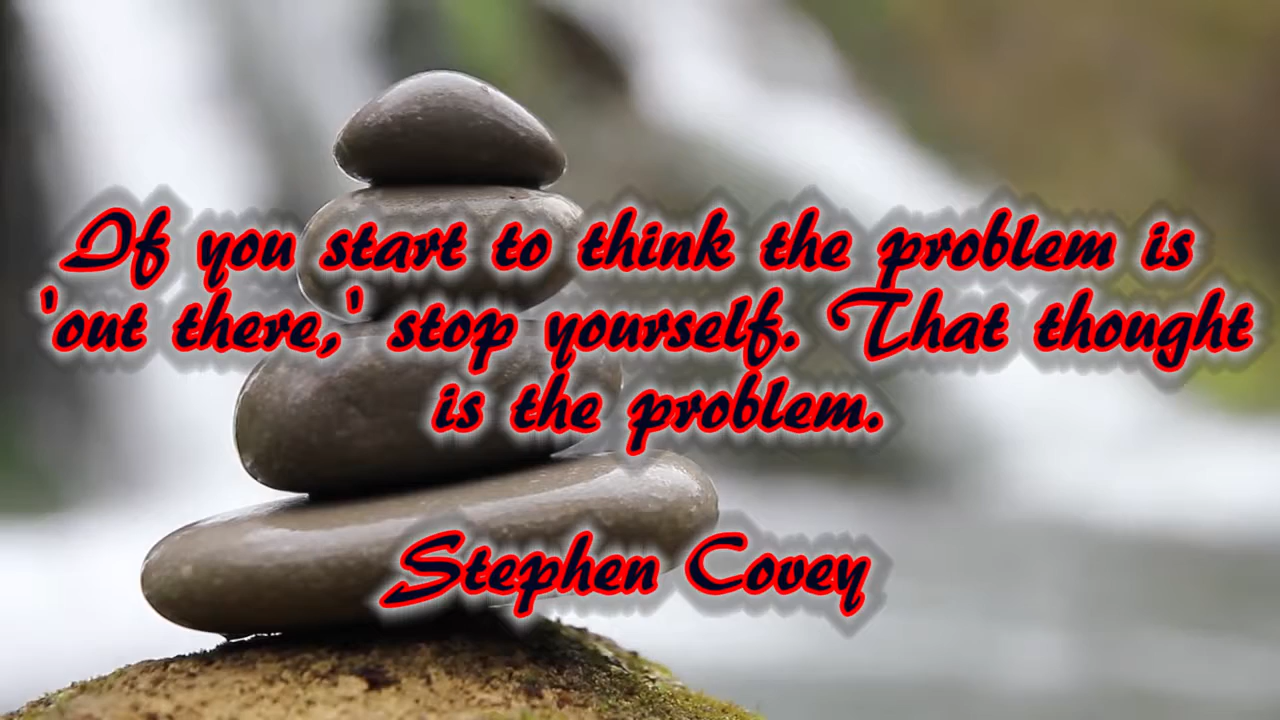 If you start to think the problem is
'out there,' stop yourself. That thought
is the problem.
Stephen Covey